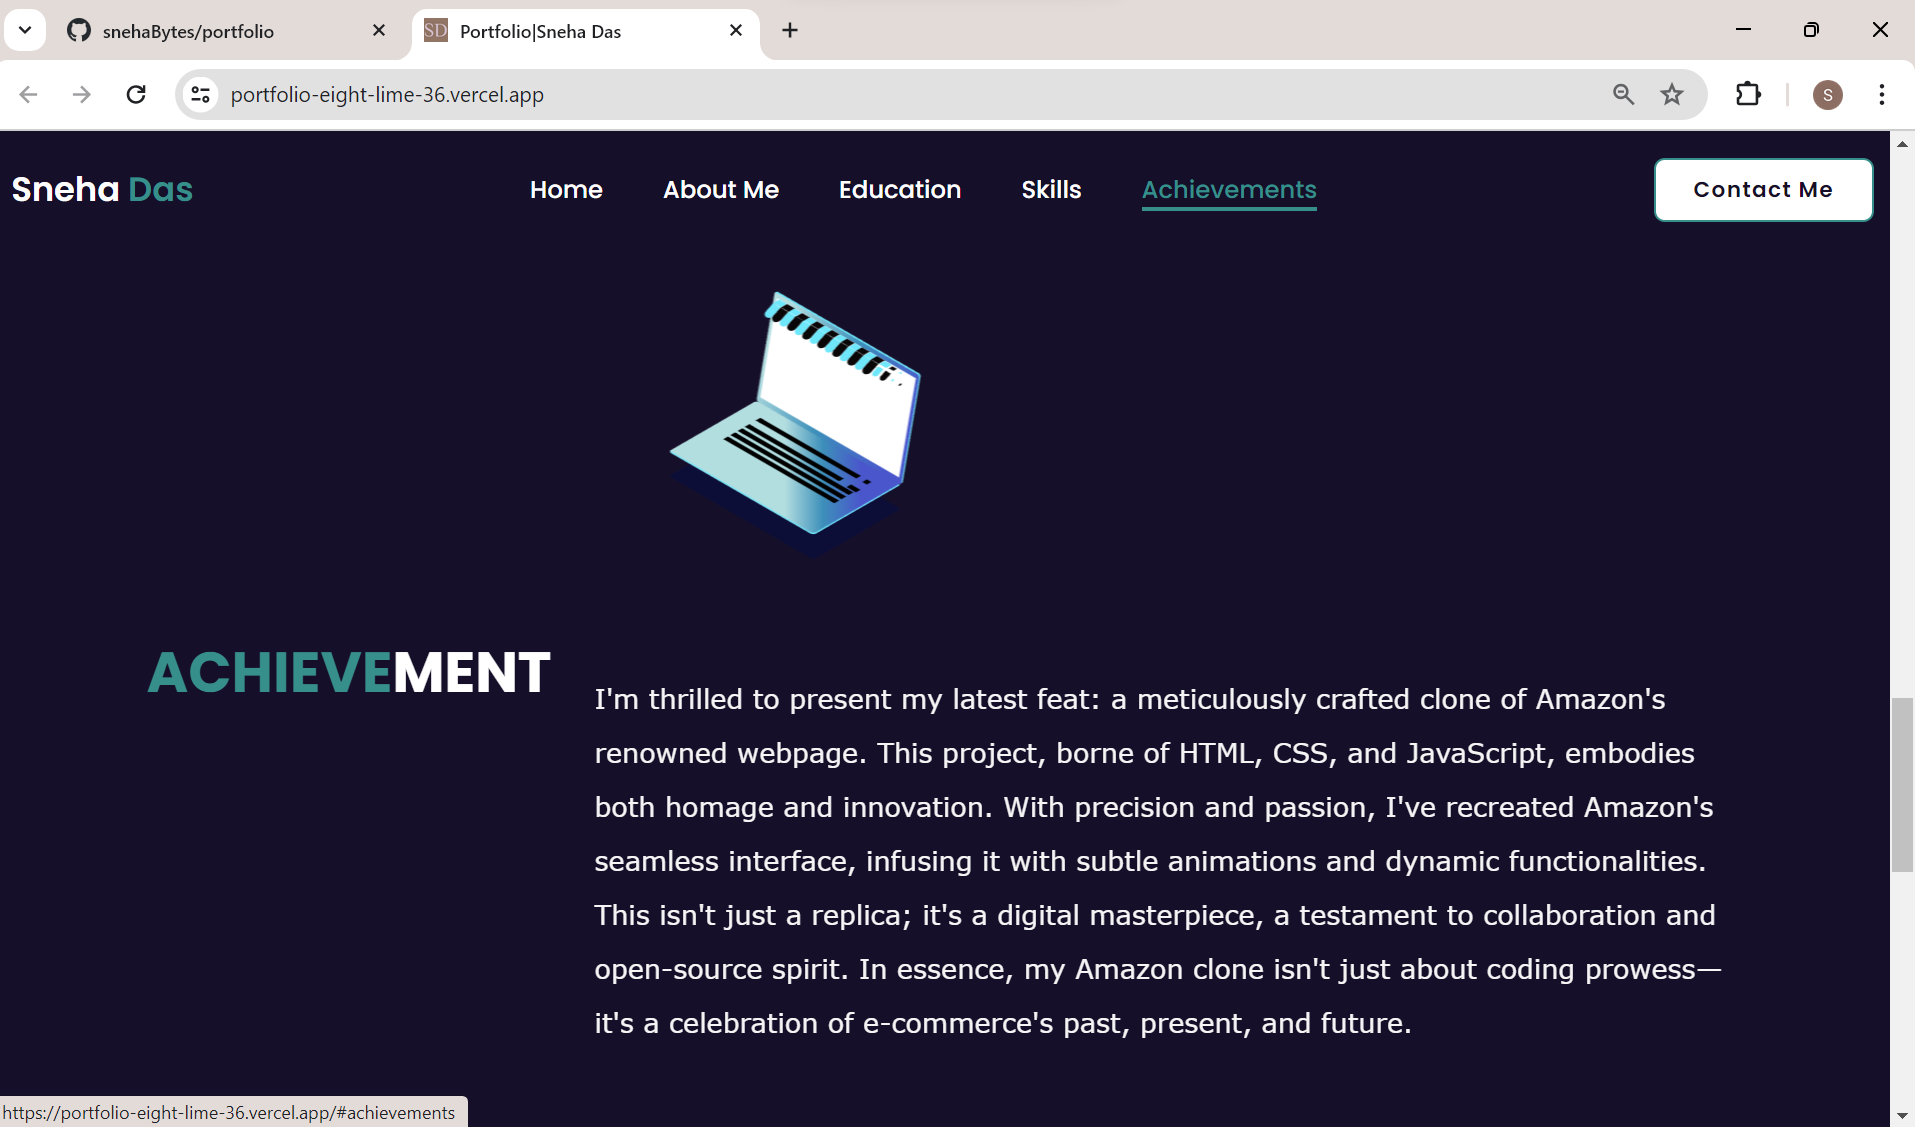 snehaBytes/portfolio
SD Portfolio|Sneha Das
portfolio-eight-lime-36.vercel.app
S
Sneha Das
Home About Me Education Skills Achievements
Contact Me
ACHIEVEMENT
I'm thrilled to present my latest feat: a meticulously crafted clone of Amazon's
renowned webpage. This project, borne of HTML, CSS, and JavaScript, embodies
both homage and innovation. With precision and passion, I've recreated Amazon's
seamless interface, infusing it with subtle animations and dynamic functionalities.
This isn't just a replica; it's a digital masterpiece, a testament to collaboration and
open-source spirit. In essence, my Amazon clone isn't just about coding prowess—
it's a celebration of e-commerce's past, present, and future.
https://portfolio-eight-lime-36.vercel.app/#achievements